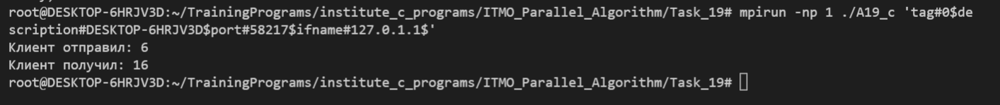 root@DESKTOP-6HRJV3D:~/TrainingPrograms/institute_c_programs/ITMO_Parallel_Algorithm/Task_19# mpirun -np 1 ./A19_c 'tag#0$de
scription#DESKTOP-6HRJV3D$port#58217$ifname#127.0.1.1$'
Клиент отправил: 6
Клиент получил: 16
root@DESKTOP-6HRJV3D:~/TrainingPrograms/institute_c_programs/ITMO_Parallel_Algorithm/Task_19#